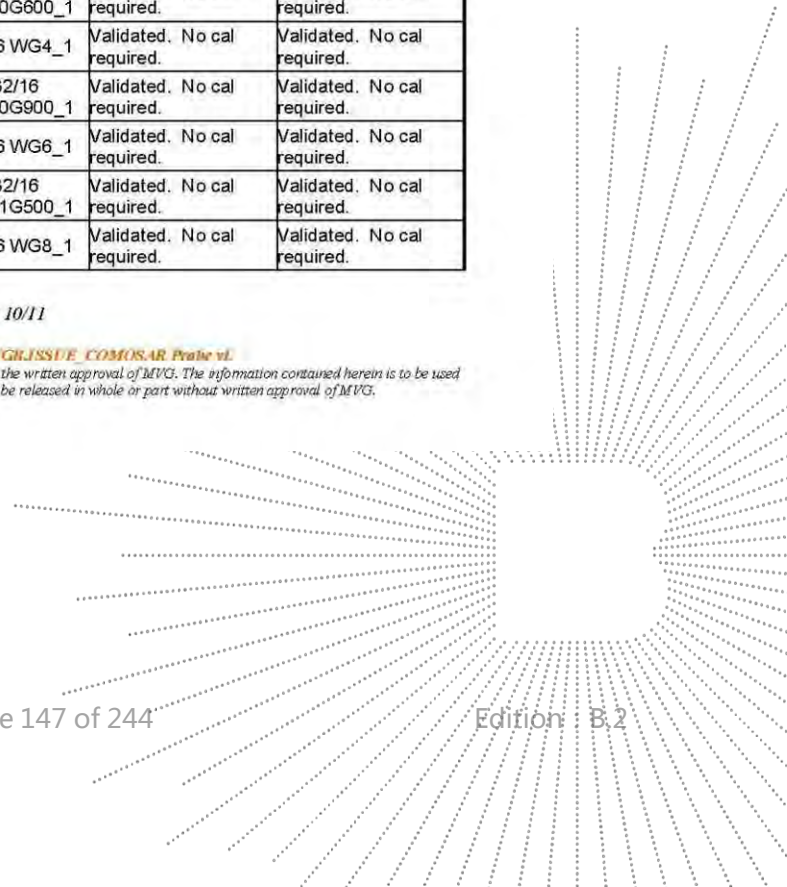 0G600_1 required. required.
6 WG4_1 Validated. No cal required. Validated. No cal required.
32/16 Validated. No cal Validated. No cal
0G900_1 required. required.
6 WG6_1 Validated. No cal required. Validated. No cal required.
32/16 Validated. No cal Validated. No cal
1G500_1 required. required.
6 WG8_1 Validated. No cal required. Validated. No cal required.
10/11
GB.ISSUE_COMOSAR Probe vL
the written approval of MVG. The information contained herein is to be used
be released in whole or part without written approval of MVG.
e 147 of 244 Edition : B.2